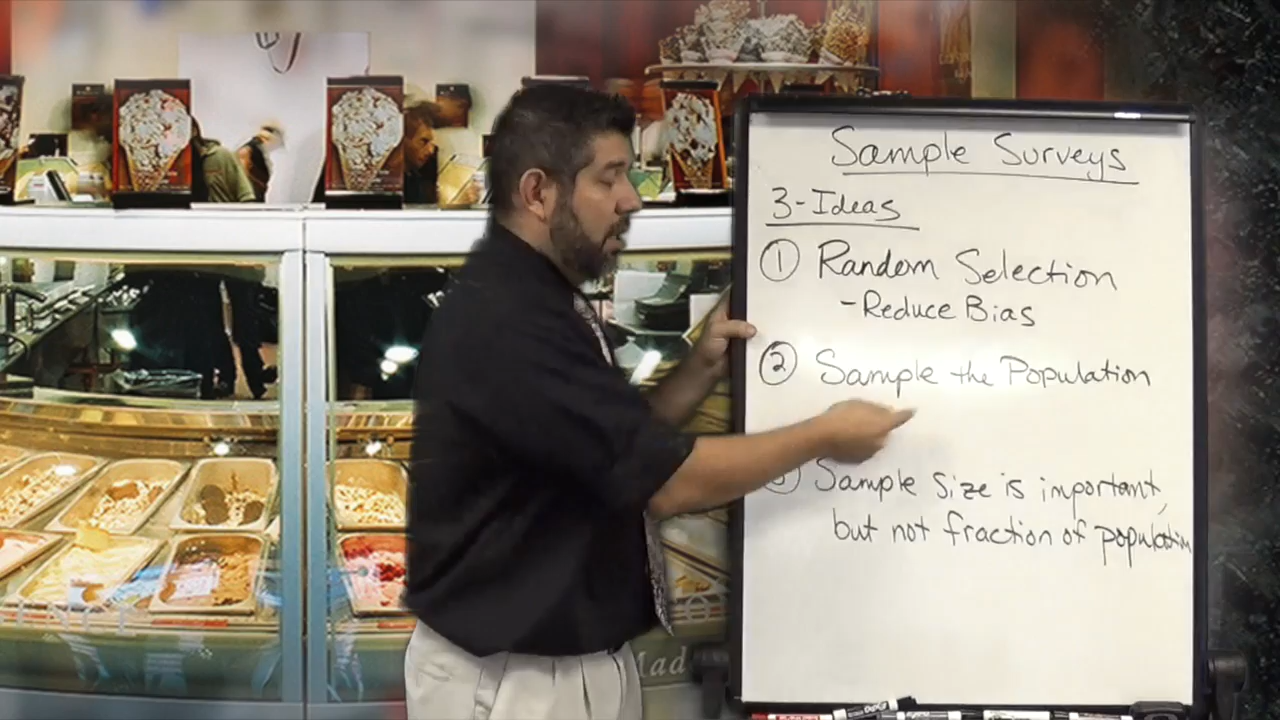 Sample Surveys
3-Ideas
① Random Selection
-Reduce Bias
② Sample the Population
Sample Size is important,
but not fraction of population
Made